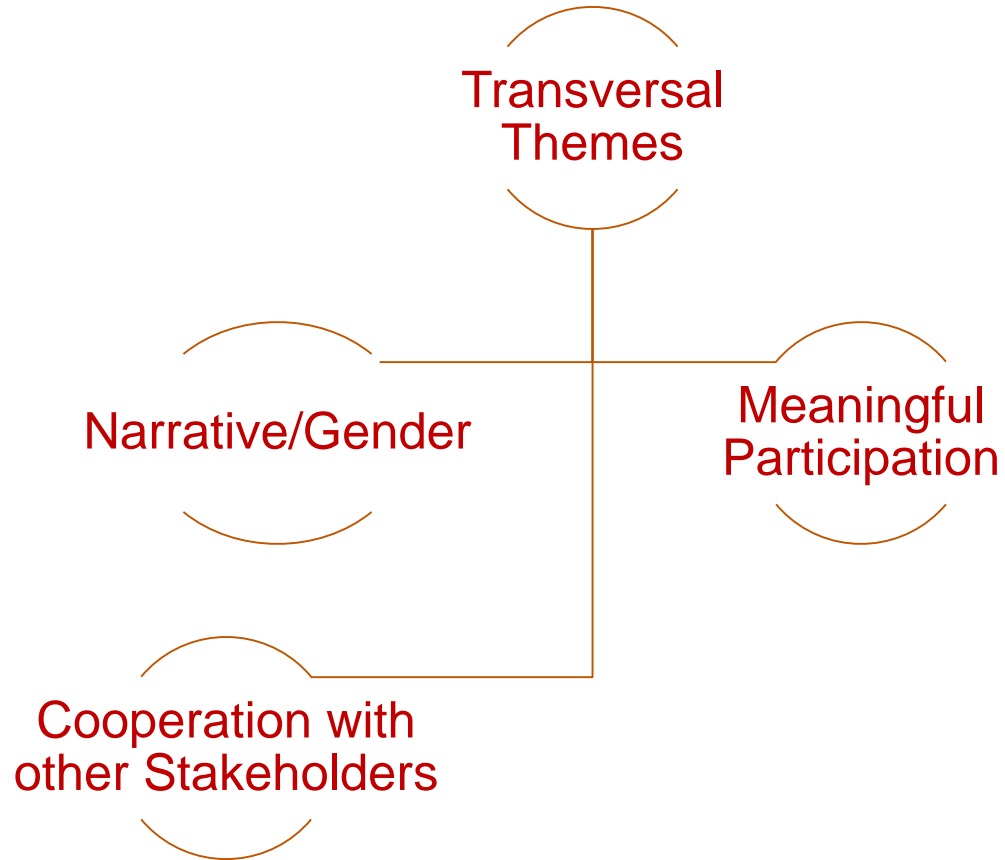 Transversal
Themes
Narrative/Gender
Meaningful
Participation
Cooperation with
other Stakeholders